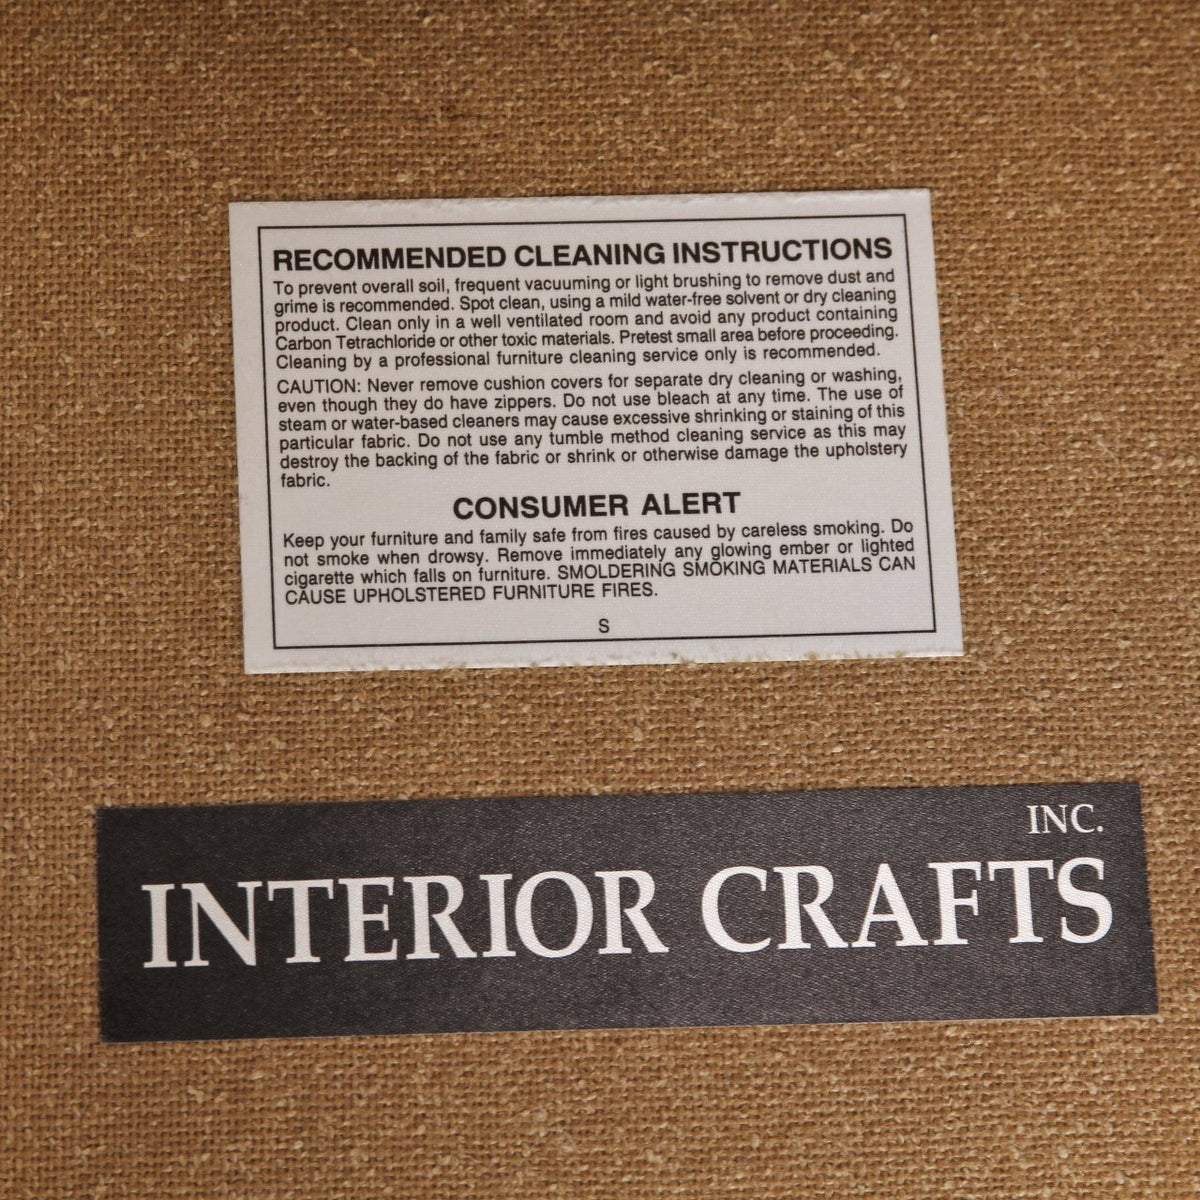 RECOMMENDED CLEANING INSTRUCTIONS
To prevent overall soil, frequent vacuuming or light brushing to remove dust and
grime is recommended. Spot clean, using a mild water-free solvent or dry cleaning
product. Clean only in a well ventilated room and avoid any product containing
Carbon Tetrachloride or other toxic materials. Pretest small area before proceeding.
Cleaning by a professional furniture cleaning service only is recommended.
CAUTION: Never remove cushion covers for separate dry cleaning or washing,
even though they do have zippers. Do not use bleach at any time. The use of
steam or water-based cleaners may cause excessive shrinking or staining of this
particular fabric. Do not use any tumble method cleaning service as this may
destroy the backing of the fabric or shrink or otherwise damage the upholstery
fabric.
CONSUMER ALERT
Keep your furniture and family safe from fires caused by careless smoking. Do
not smoke when drowsy. Remove immediately any glowing ember or lighted
cigarette which falls on furniture. SMOLDERING SMOKING MATERIALS CAN
CAUSE UPHOLSTERED FURNITURE FIRES.
S
INC.
INTERIOR CRAFTS